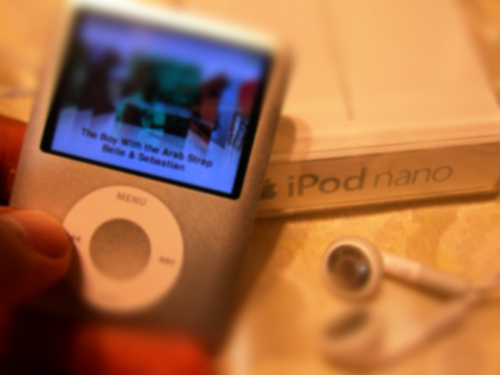 The Boy With the Arab Strap
Belle & Sebastian
MENU
iPod nano